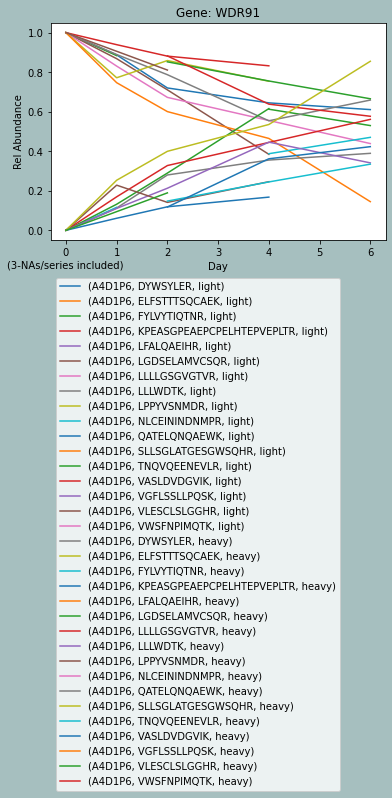 Gene: WDR91
1.0
0.8
0.6
0.4
0.2
0.0
Rel Abundance
0 1 2 3 4 5 6
(3-NAs/series included)
Day
(A4D1P6, DYWSYLER, light)
(A4D1P6, ELFSTTTSQCAEK, light)
(A4D1P6, FYLVYTIQTNR, light)
(A4D1P6, KPEASGPEAEPCPELHTEPVEPLTR, light)
(A4D1P6, LFALQAEIHR, light)
(A4D1P6, LGDSELAMVCSQR, light)
(A4D1P6, LLLLGSGVGTVR, light)
(A4D1P6, LLLWDTK, light)
(A4D1P6, LPPYVSNMDR, light)
(A4D1P6, NLCEININDNMPR, light)
(A4D1P6, QATELQNQAEWK, light)
(A4D1P6, SLLSGLATGESGWSQHR, light)
(A4D1P6, TNQVQEENEVLR, light)
(A4D1P6, VASLDVDGVIK, light)
(A4D1P6, VGFLSSLLPQSK, light)
(A4D1P6, VLESCLSLGGHR, light)
(A4D1P6, VWSFNPIMQTK, light)
(A4D1P6, DYWSYLER, heavy)
(A4D1P6, ELFSTTTSQCAEK, heavy)
(A4D1P6, FYLVYTIQTNR, heavy)
(A4D1P6, KPEASGPEAEPCPELHTEPVEPLTR, heavy)
(A4D1P6, LFALQAEIHR, heavy)
(A4D1P6, LGDSELAMVCSQR, heavy)
(A4D1P6, LLLLGSGVGTVR, heavy)
(A4D1P6, LLLWDTK, heavy)
(A4D1P6, LPPYVSNMDR, heavy)
(A4D1P6, NLCEININDNMPR, heavy)
(A4D1P6, QATELQNQAEWK, heavy)
(A4D1P6, SLLSGLATGESGWSQHR, heavy)
(A4D1P6, TNQVQEENEVLR, heavy)
(A4D1P6, VASLDVDGVIK, heavy)
(A4D1P6, VGFLSSLLPQSK, heavy)
(A4D1P6, VLESCLSLGGHR, heavy)
(A4D1P6, VWSFNPIMQTK, heavy)